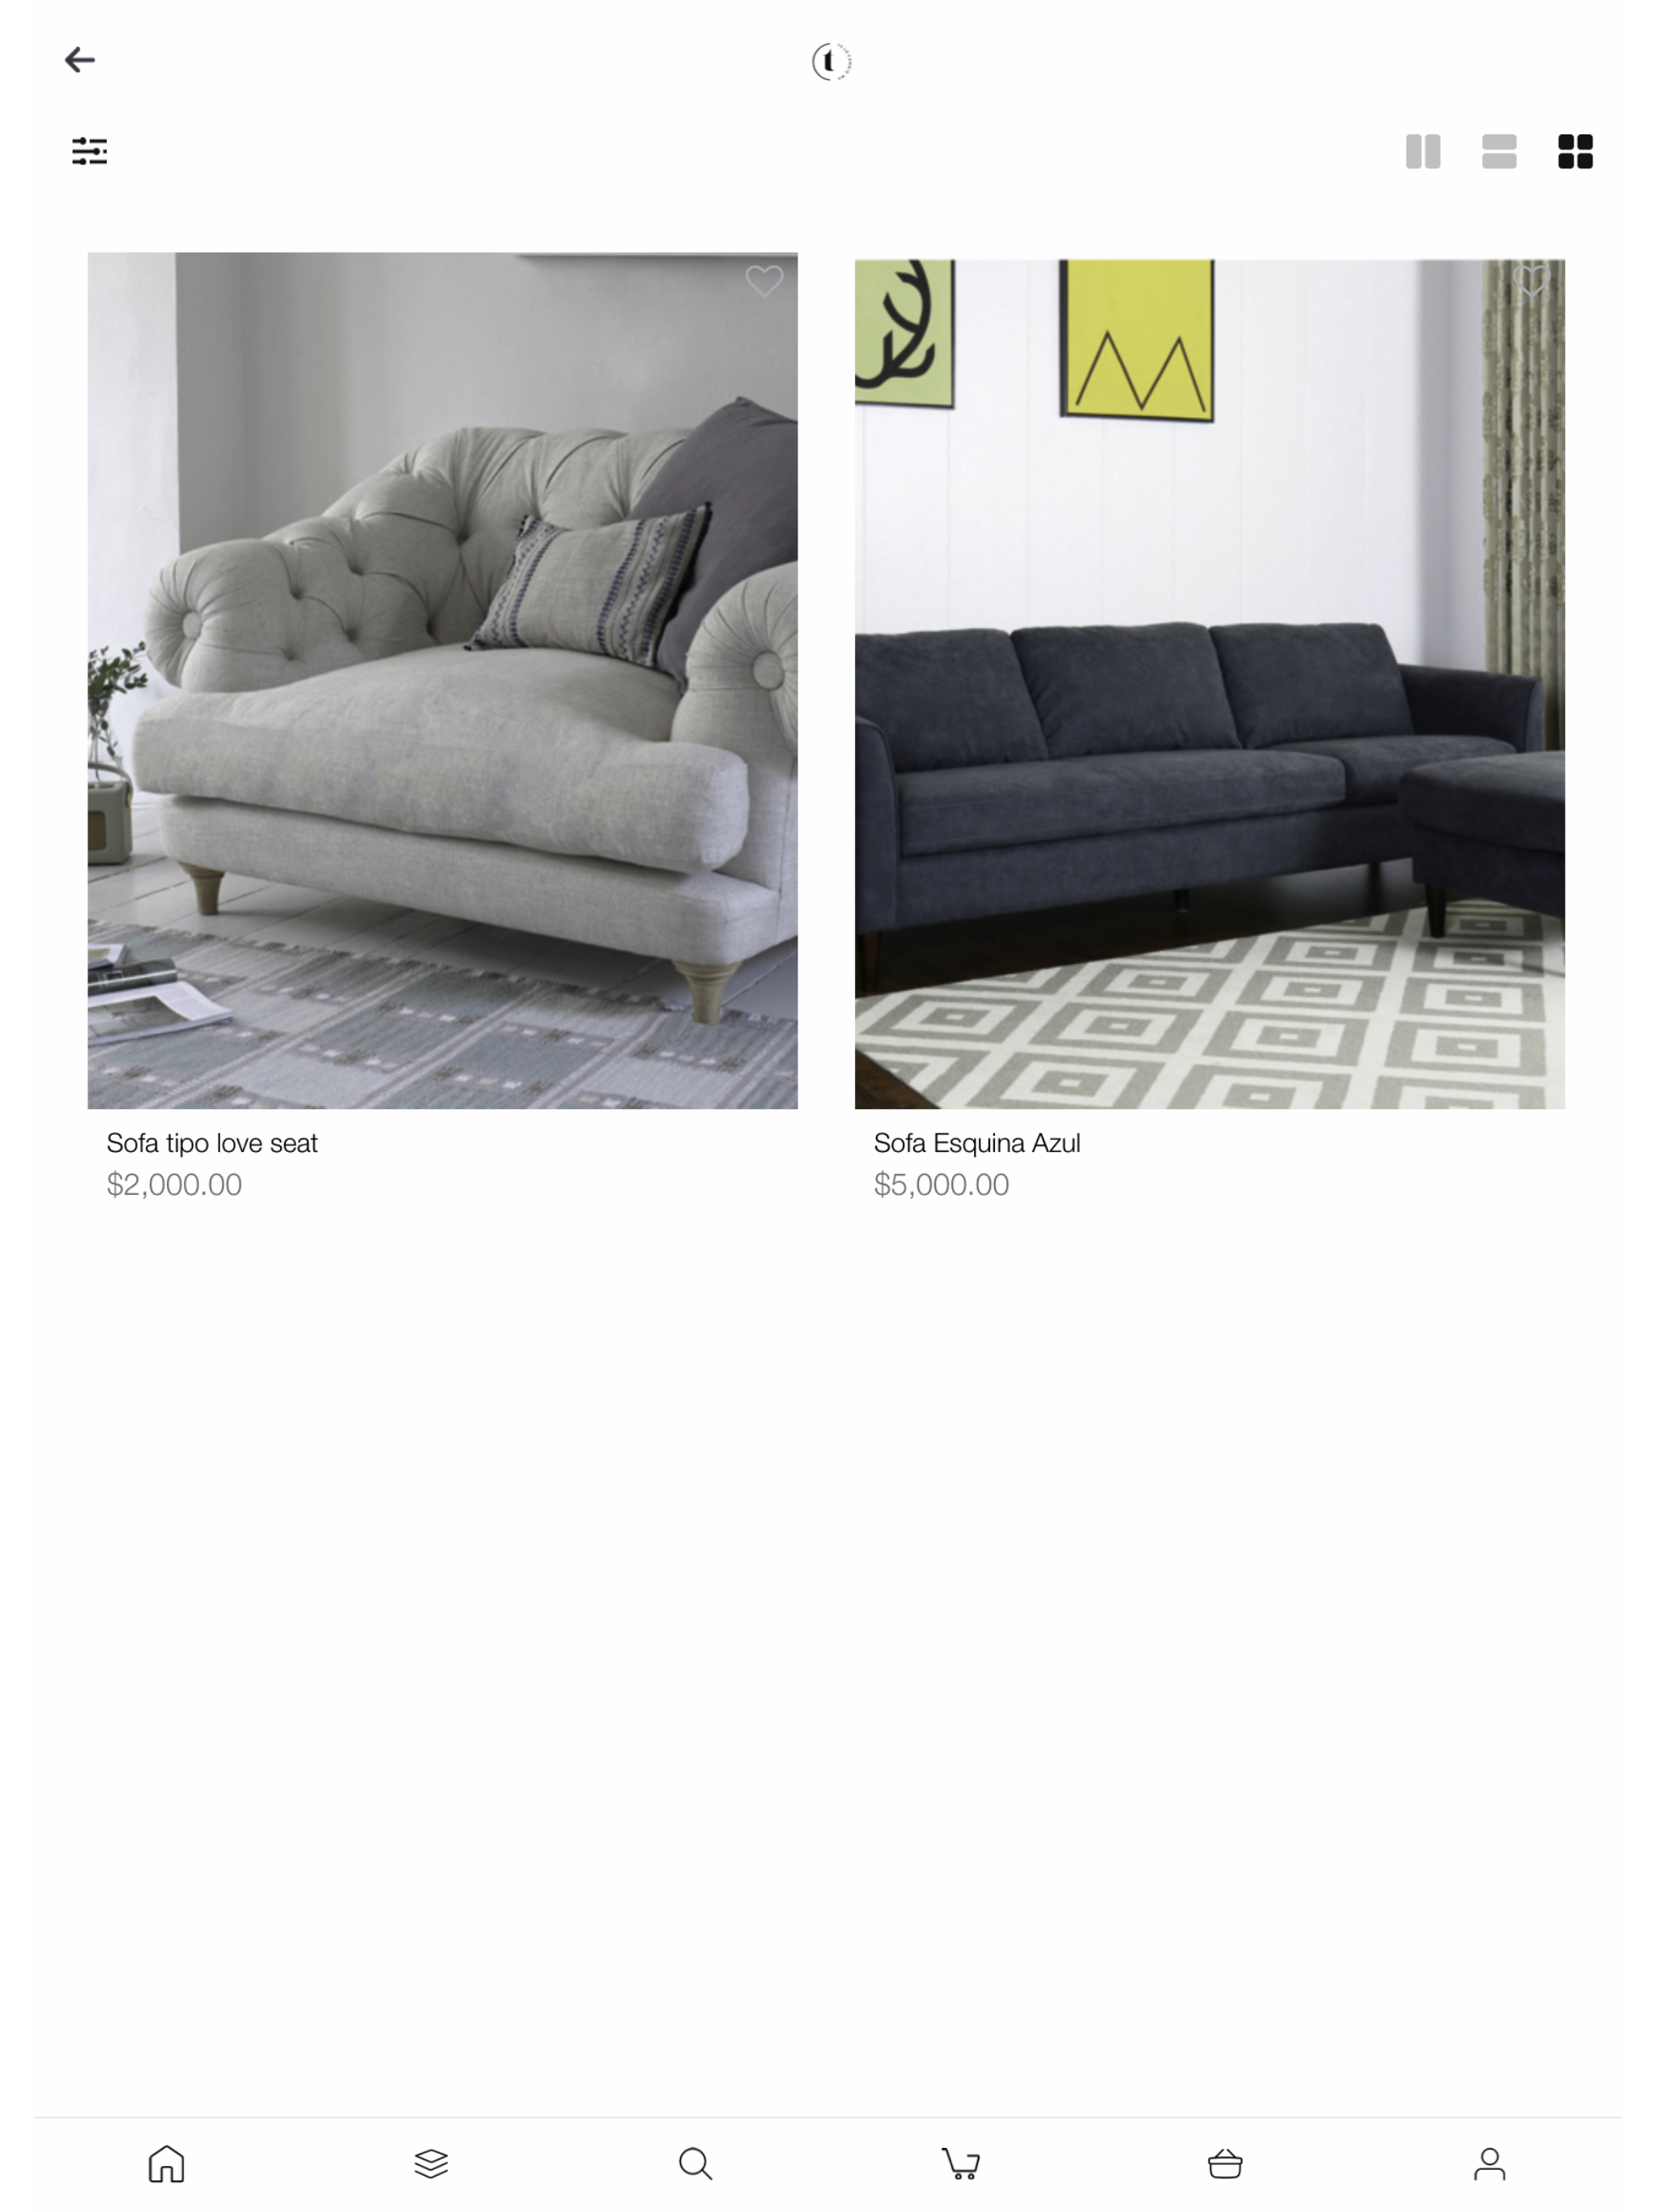 t
Sofa tipo love seat
$2,000.00
Sofa Esquina Azul
$5,000.00